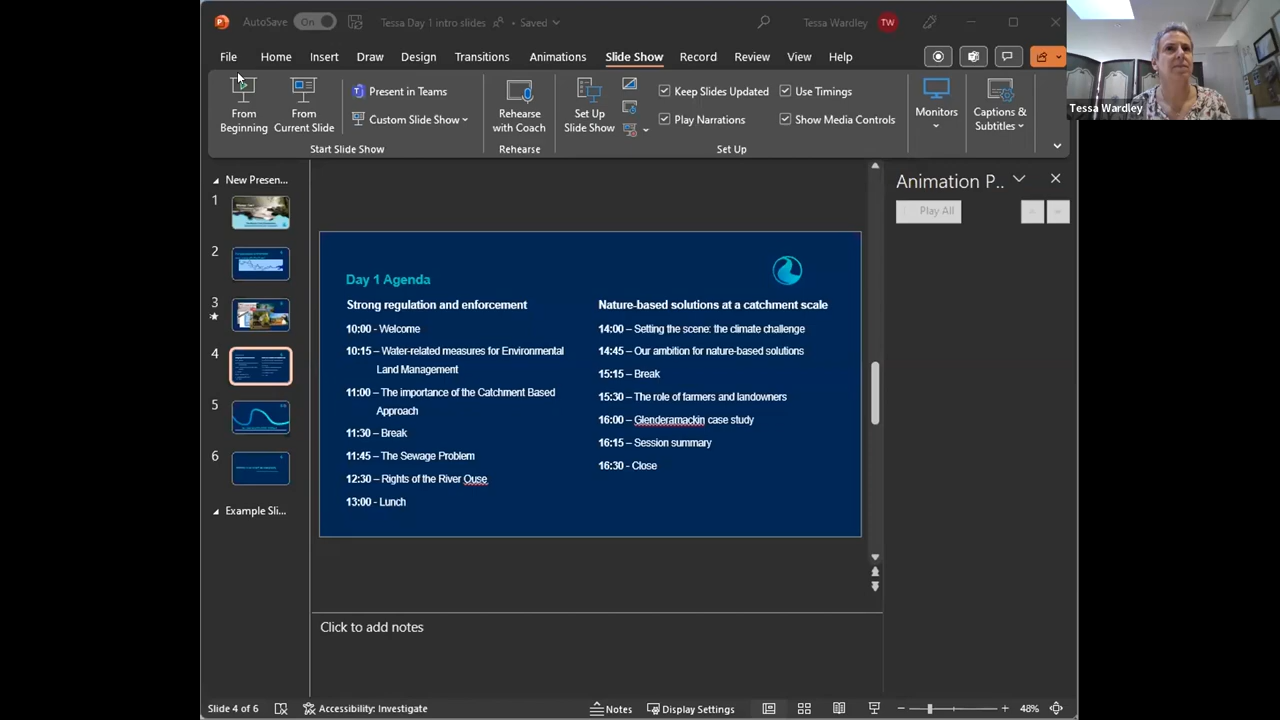 AutoSave On Tessa Day 1 intro slides • Saved Tessa Wardley TW
File Home Insert Draw Design Transitions Animations Slide Show Record Review View Help
From Beginning
From Current Slide
Present in Teams
Custom Slide Show
Start Slide Show
Rehearse with Coach
Rehearse
Set Up Slide Show
Keep Slides Updated
Play Narrations
Use Timings
Show Media Controls
Set Up
Monitors
Captions & Subtitles
Tessa Wardley
New Presen...
1
2
3
4
5
6
Example Sli...
Day 1 Agenda
Strong regulation and enforcement
10:00 - Welcome
10:15 – Water-related measures for Environmental
Land Management
11:00 – The importance of the Catchment Based
Approach
11:30 – Break
11:45 – The Sewage Problem
12:30 – Rights of the River Ouse
13:00 - Lunch
Nature-based solutions at a catchment scale
14:00 – Setting the scene: the climate challenge
14:45 – Our ambition for nature-based solutions
15:15 – Break
15:30 – The role of farmers and landowners
16:00 – Glenderamackin case study
16:15 – Session summary
16:30 - Close
Animation P..
Play All
Click to add notes
Slide 4 of 6 Accessibility: Investigate Notes Display Settings 48%